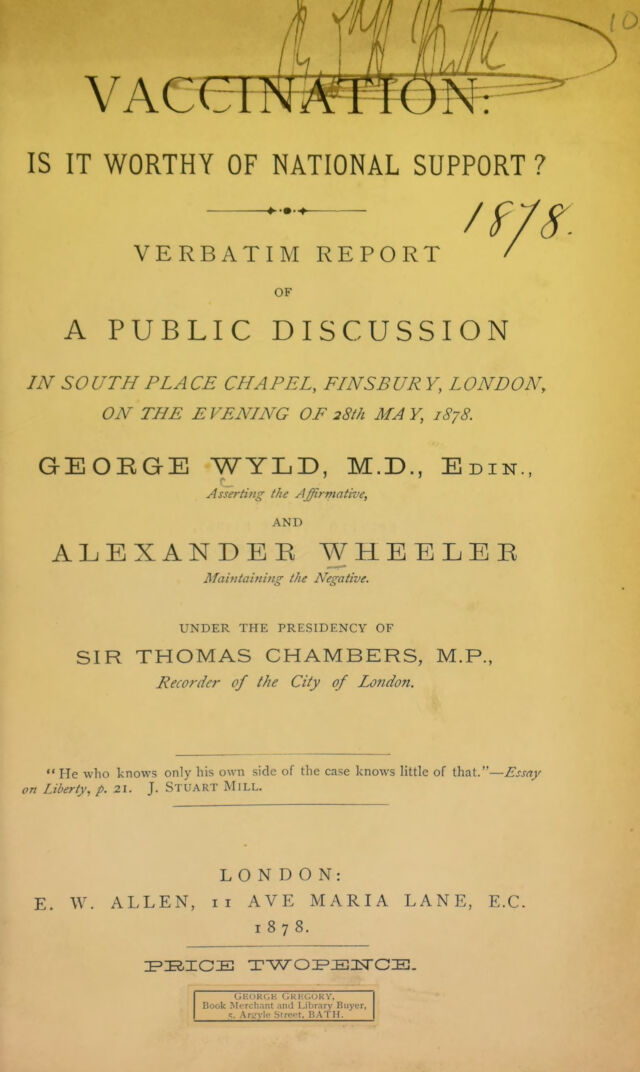 10
VACCINATION:
IS IT WORTHY OF NATIONAL SUPPORT?
1878.
VERBATIM REPORT
OF
A PUBLIC DISCUSSION
IN SOUTH PLACE CHAPEL, FINSBURY, LONDON,
ON THE EVENING OF 28th MAY, 1878.
GEORGE WYLD, M.D., EDIN.,
Asserting the Affirmative,
AND
ALEXANDER WHEELER
Maintaining the Negative.
UNDER THE PRESIDENCY OF
SIR THOMAS CHAMBERS, M.P.,
Recorder of the City of London.
"He who knows only his own side of the case knows little of that."—Essay
on Liberty, p. 21. J. STUART MILL.
LONDON:
E. W. ALLEN, 11 AVE MARIA LANE, E.C.
1878.
PRICE TWOPENCE.
GEORGE GREGORY,
Book Merchant and Library Buyer,
5, Argyle Street, BATH.